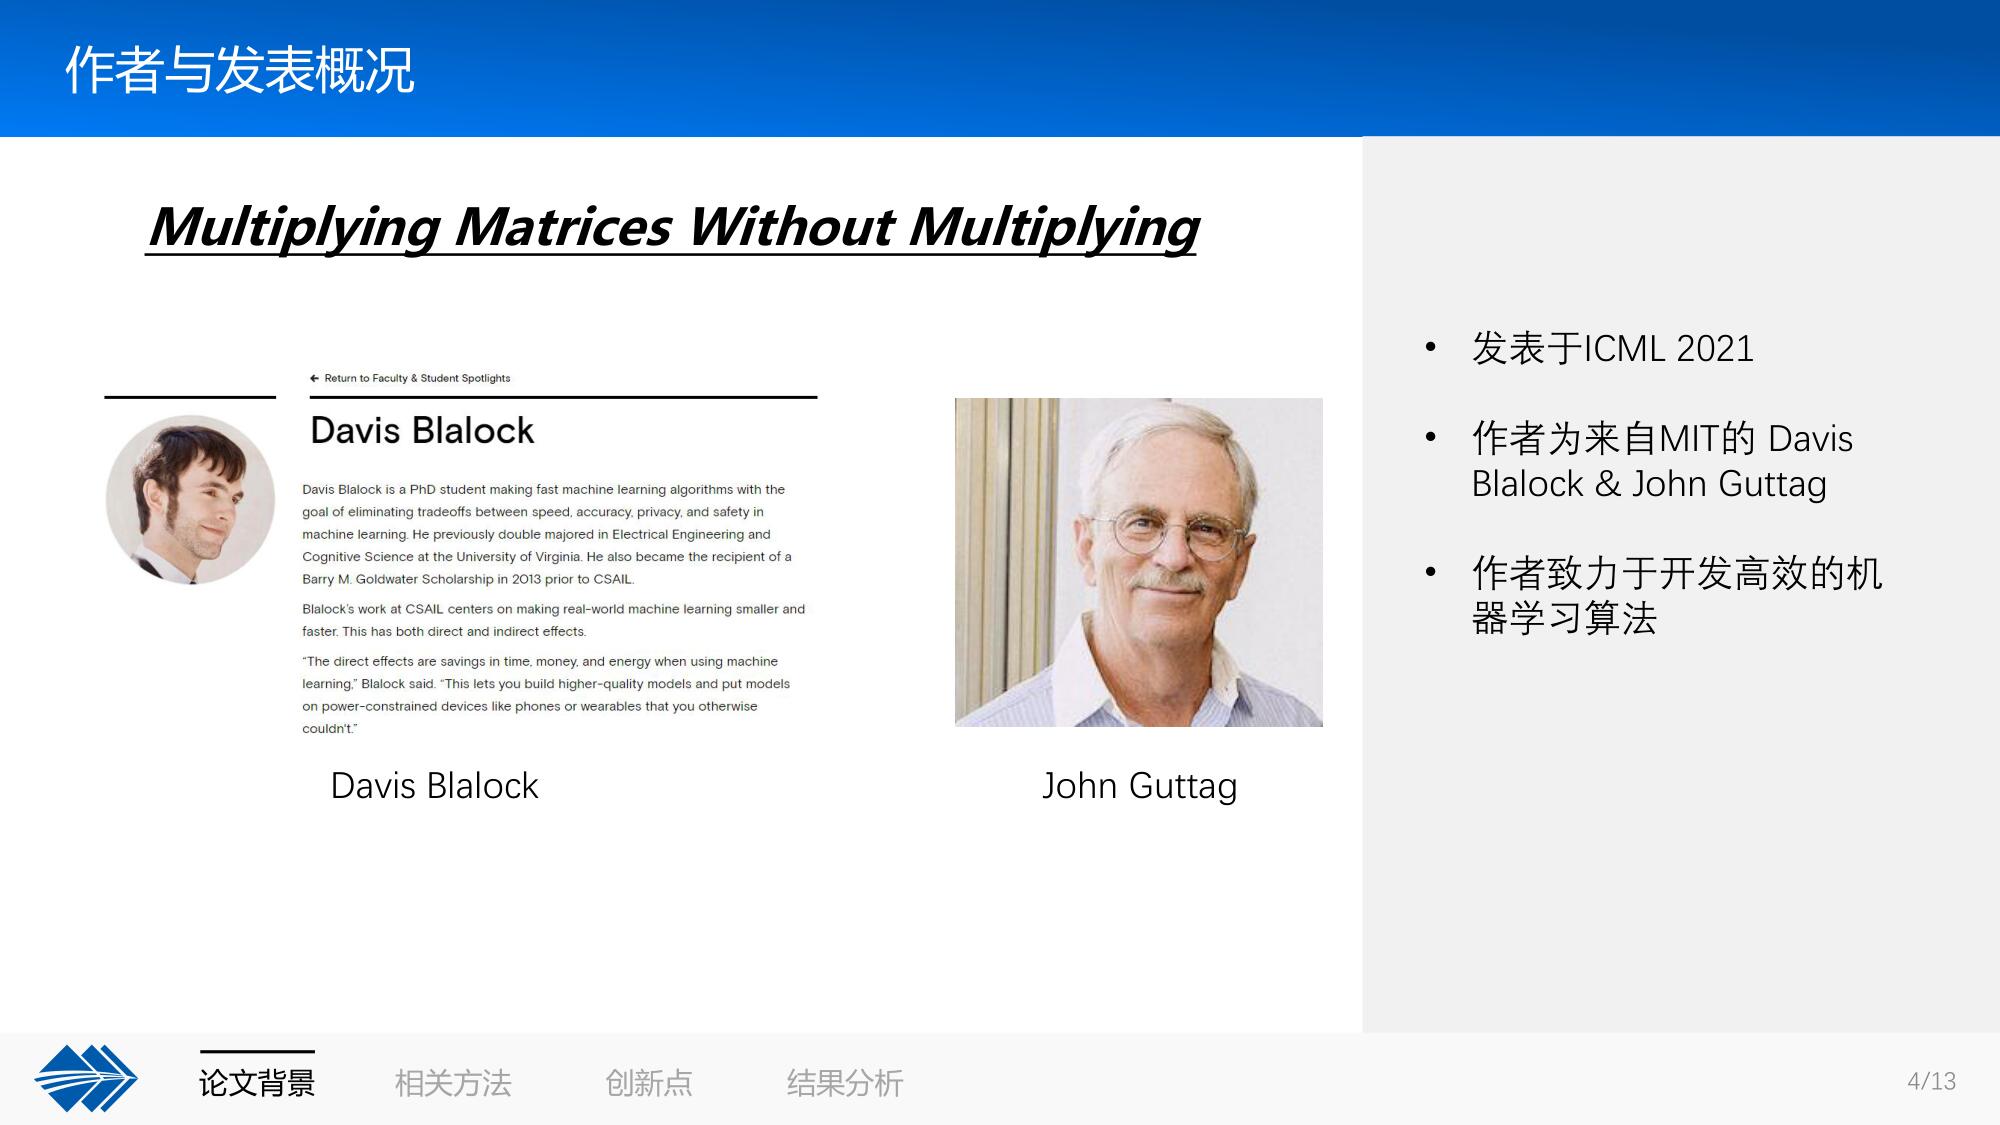 作者与发表概况
Multiplying Matrices Without Multiplying
← Return to Faculty & Student Spotlights
Davis Blalock
Davis Blalock is a PhD student making fast machine learning algorithms with the
goal of eliminating tradeoffs between speed, accuracy, privacy, and safety in
machine learning. He previously double majored in Electrical Engineering and
Cognitive Science at the University of Virginia. He also became the recipient of a
Barry M. Goldwater Scholarship in 2013 prior to CSAIL.
Blalock's work at CSAIL centers on making real-world machine learning smaller and
faster. This has both direct and indirect effects.
“The direct effects are savings in time, money, and energy when using machine
learning,” Blalock said. “This lets you build higher-quality models and put models
on power-constrained devices like phones or wearables that you otherwise
couldn't.”
Davis Blalock
John Guttag
• 发表于ICML 2021
• 作者为来自MIT的 Davis
Blalock & John Guttag
• 作者致力于开发高效的机
器学习算法
论文背景
相关方法
创新点
结果分析
4/13